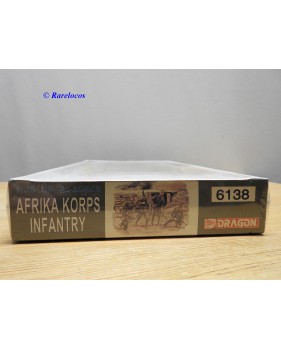 © Rarelocos
AFRIKA KORPS
INFANTRY
6138
DRAGON